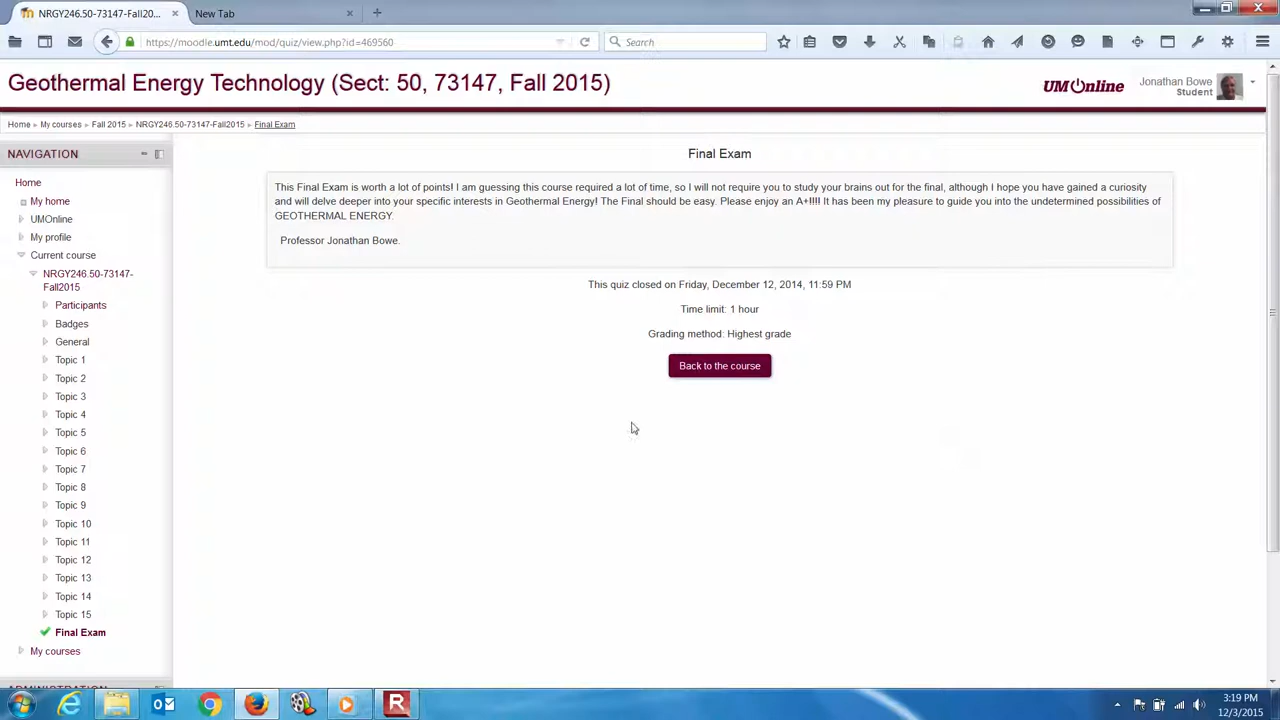 NRGY246.50-73147-Fall20...
New Tab
https://moodle.umt.edu/mod/quiz/view.php?id=469560
Search
Geothermal Energy Technology (Sect: 50, 73147, Fall 2015)
UMOnline
Jonathan Bowe
Student
Home
My courses
Fall 2015
NRGY246.50-73147-Fall2015
Final Exam
NAVIGATION
Home
My home
UMOnline
My profile
Current course
NRGY246.50-73147-
Fall2015
Participants
Badges
General
Topic 1
Topic 2
Topic 3
Topic 4
Topic 5
Topic 6
Topic 7
Topic 8
Topic 9
Topic 10
Topic 11
Topic 12
Topic 13
Topic 14
Topic 15
Final Exam
My courses
ADMINISTRATION
Final Exam
This Final Exam is worth a lot of points! I am guessing this course required a lot of time, so I will not require you to study your brains out for the final, although I hope you have gained a curiosity
and will delve deeper into your specific interests in Geothermal Energy! The Final should be easy. Please enjoy an A+!!!! It has been my pleasure to guide you into the undetermined possibilities of
GEOTHERMAL ENERGY.
Professor Jonathan Bowe.
This quiz closed on Friday, December 12, 2014, 11:59 PM
Time limit: 1 hour
Grading method: Highest grade
Back to the course
R
3:19 PM
12/3/2015